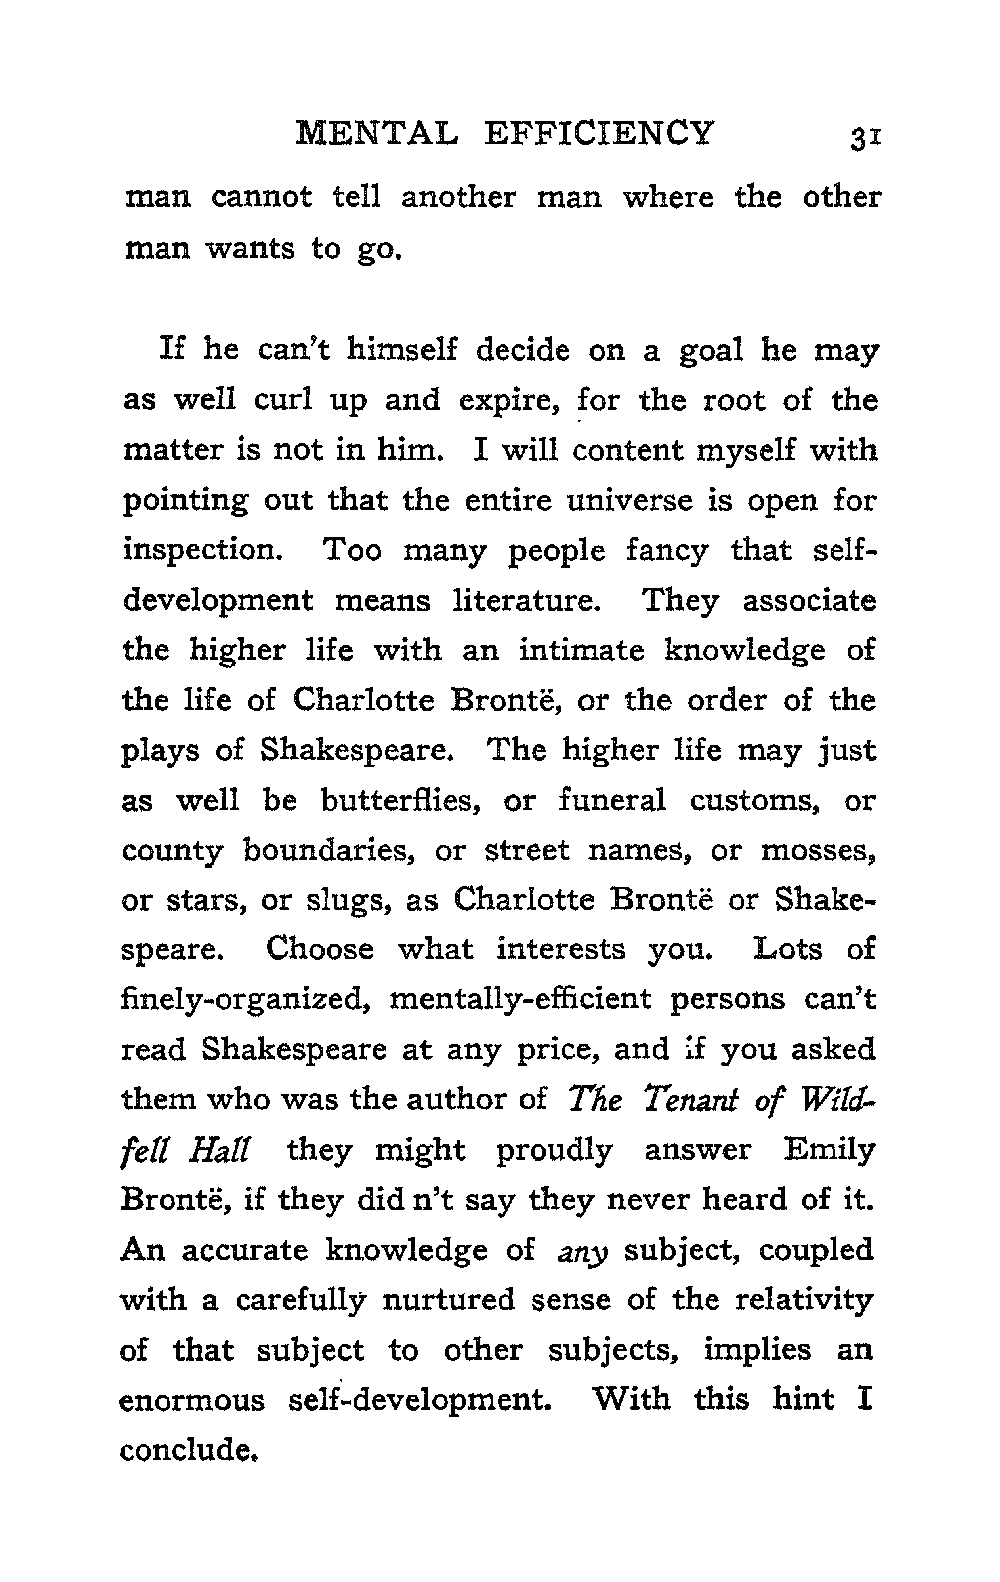 MENTAL EFFICIENCY 31
man cannot tell another man where the other
man wants to go.
If he can't himself decide on a goal he may
as well curl up and expire, for the root of the
matter is not in him. I will content myself with
pointing out that the entire universe is open for
inspection. Too many people fancy that self-
development means literature. They associate
the higher life with an intimate knowledge of
the life of Charlotte Brontë, or the order of the
plays of Shakespeare. The higher life may just
as well be butterflies, or funeral customs, or
county boundaries, or street names, or mosses,
or stars, or slugs, as Charlotte Brontë or Shake-
speare. Choose what interests you. Lots of
finely-organized, mentally-efficient persons can't
read Shakespeare at any price, and if you asked
them who was the author of The Tenant of Wild-
fell Hall they might proudly answer Emily
Brontë, if they did n't say they never heard of it.
An accurate knowledge of any subject, coupled
with a carefully nurtured sense of the relativity
of that subject to other subjects, implies an
enormous self-development. With this hint I
conclude.